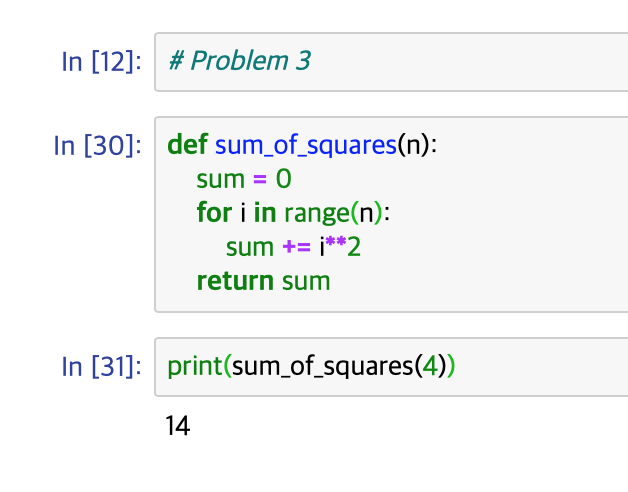 In [12]: # Problem 3
In [30]: def sum_of_squares(n):
    sum = 0
    for i in range(n):
        sum += i**2
    return sum
In [31]: print(sum_of_squares(4))
14